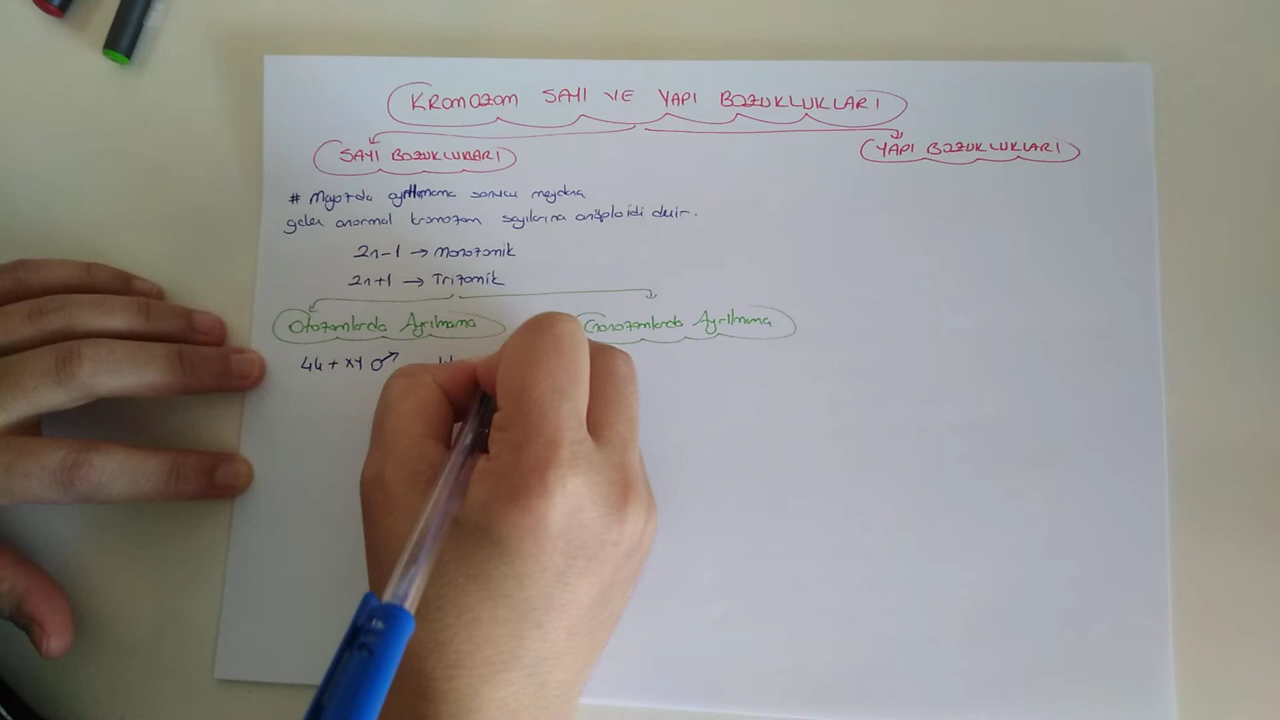 KROMOZOM SAYI VE YAPI BOZUKLUKLARI
SAYI BOZUKLUKLARI
YAPI BOZUKLUKLARI
# Mayozda ayrılmama sonucu meydana
gelen anormal kromozom sayılarına anöploidi denir.
2n-1 → Monozomik
2n+1 → Trizomik
Otozomlarda Ayrılmama
Gonozomlarda Ayrılmama
44 + XY ♂